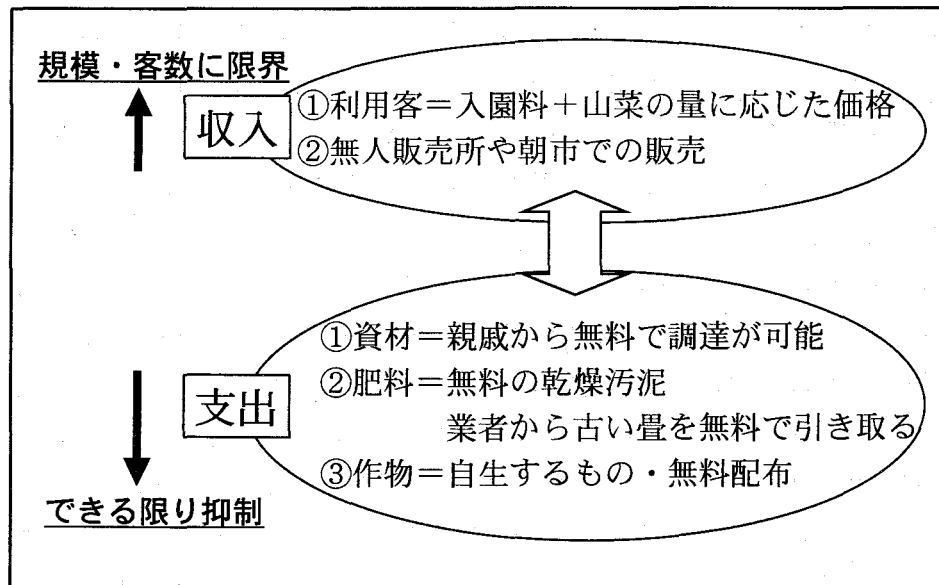 規模・客数に限界
収入
①利用客＝入園料＋山菜の量に応じた価格
②無人販売所や朝市での販売
①資材＝親戚から無料で調達が可能
②肥料＝無料の乾燥汚泥
業者から古い畳を無料で引き取る
支出
③作物＝自生するもの・無料配布
できる限り抑制